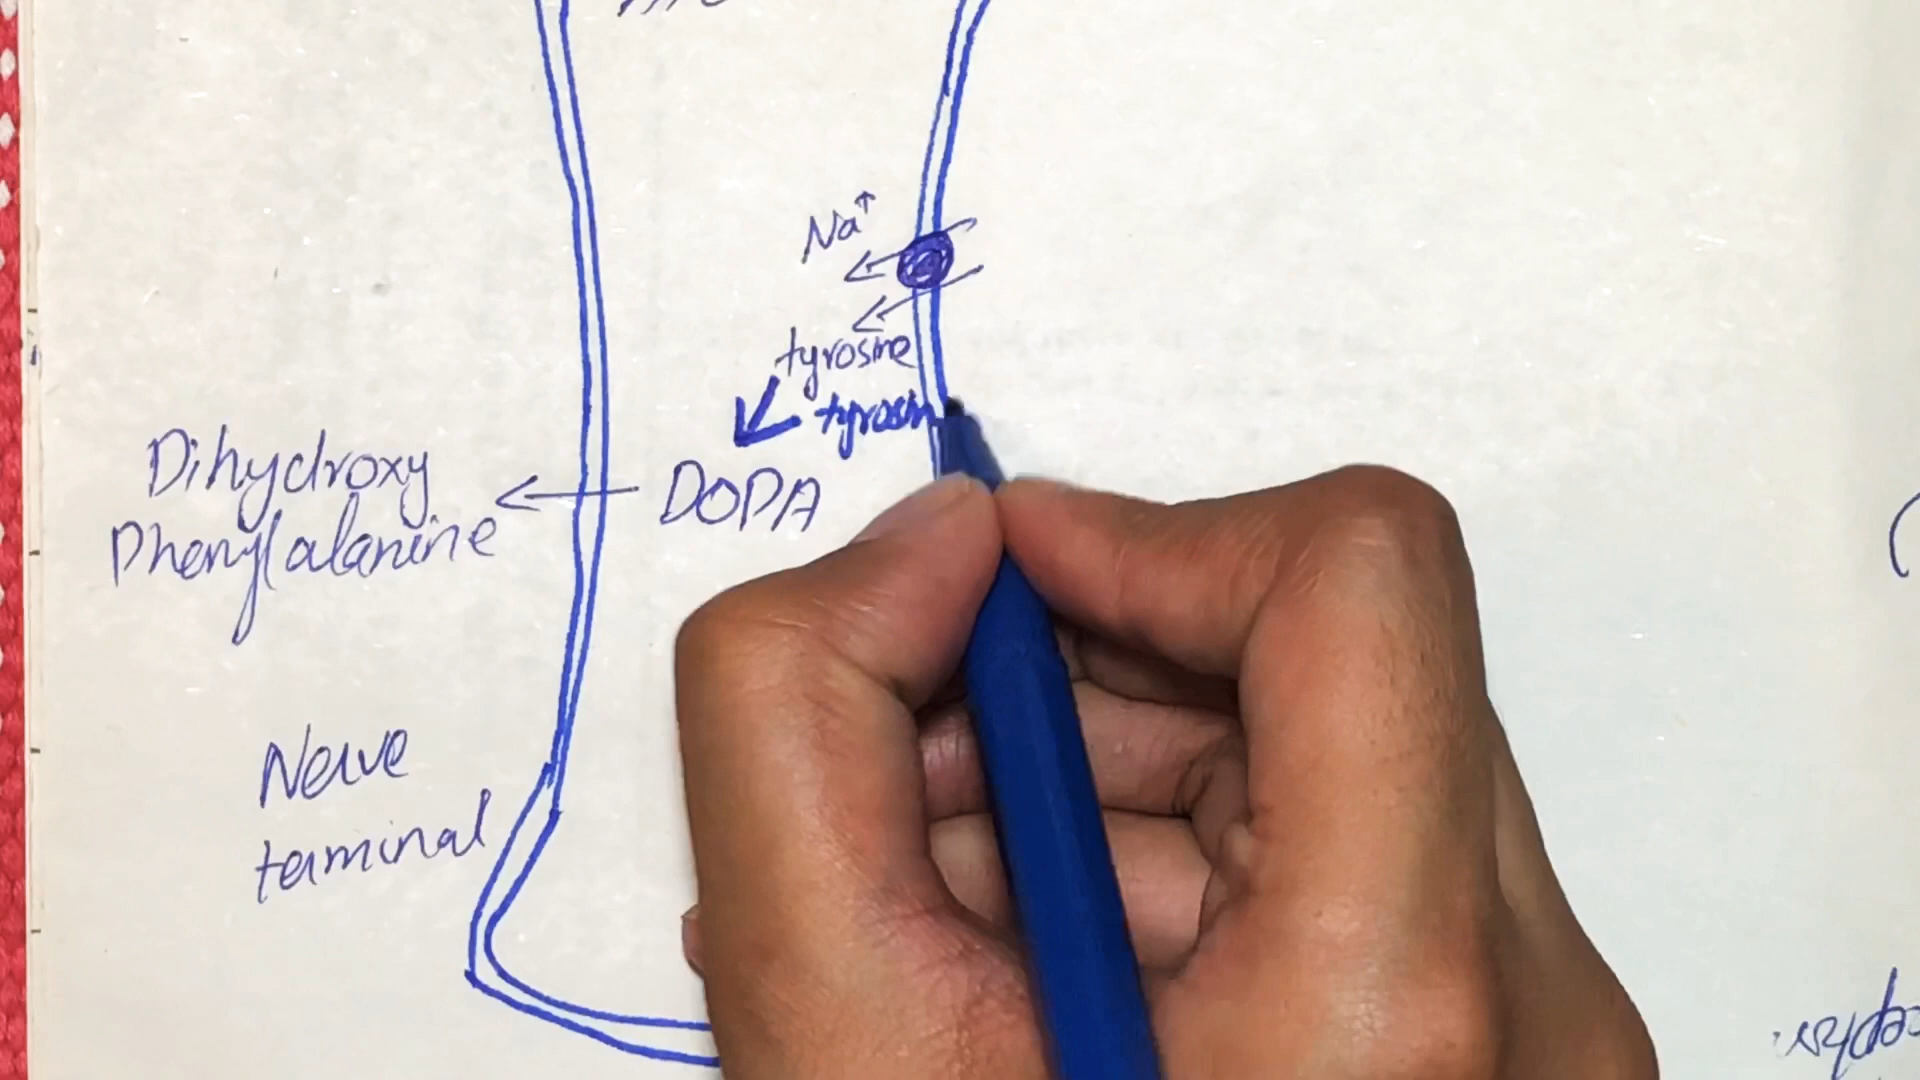 Na⁺
tyrosine
tyrosin
DOPA
Dihydroxy
Phenylalanine
Nerve
terminal